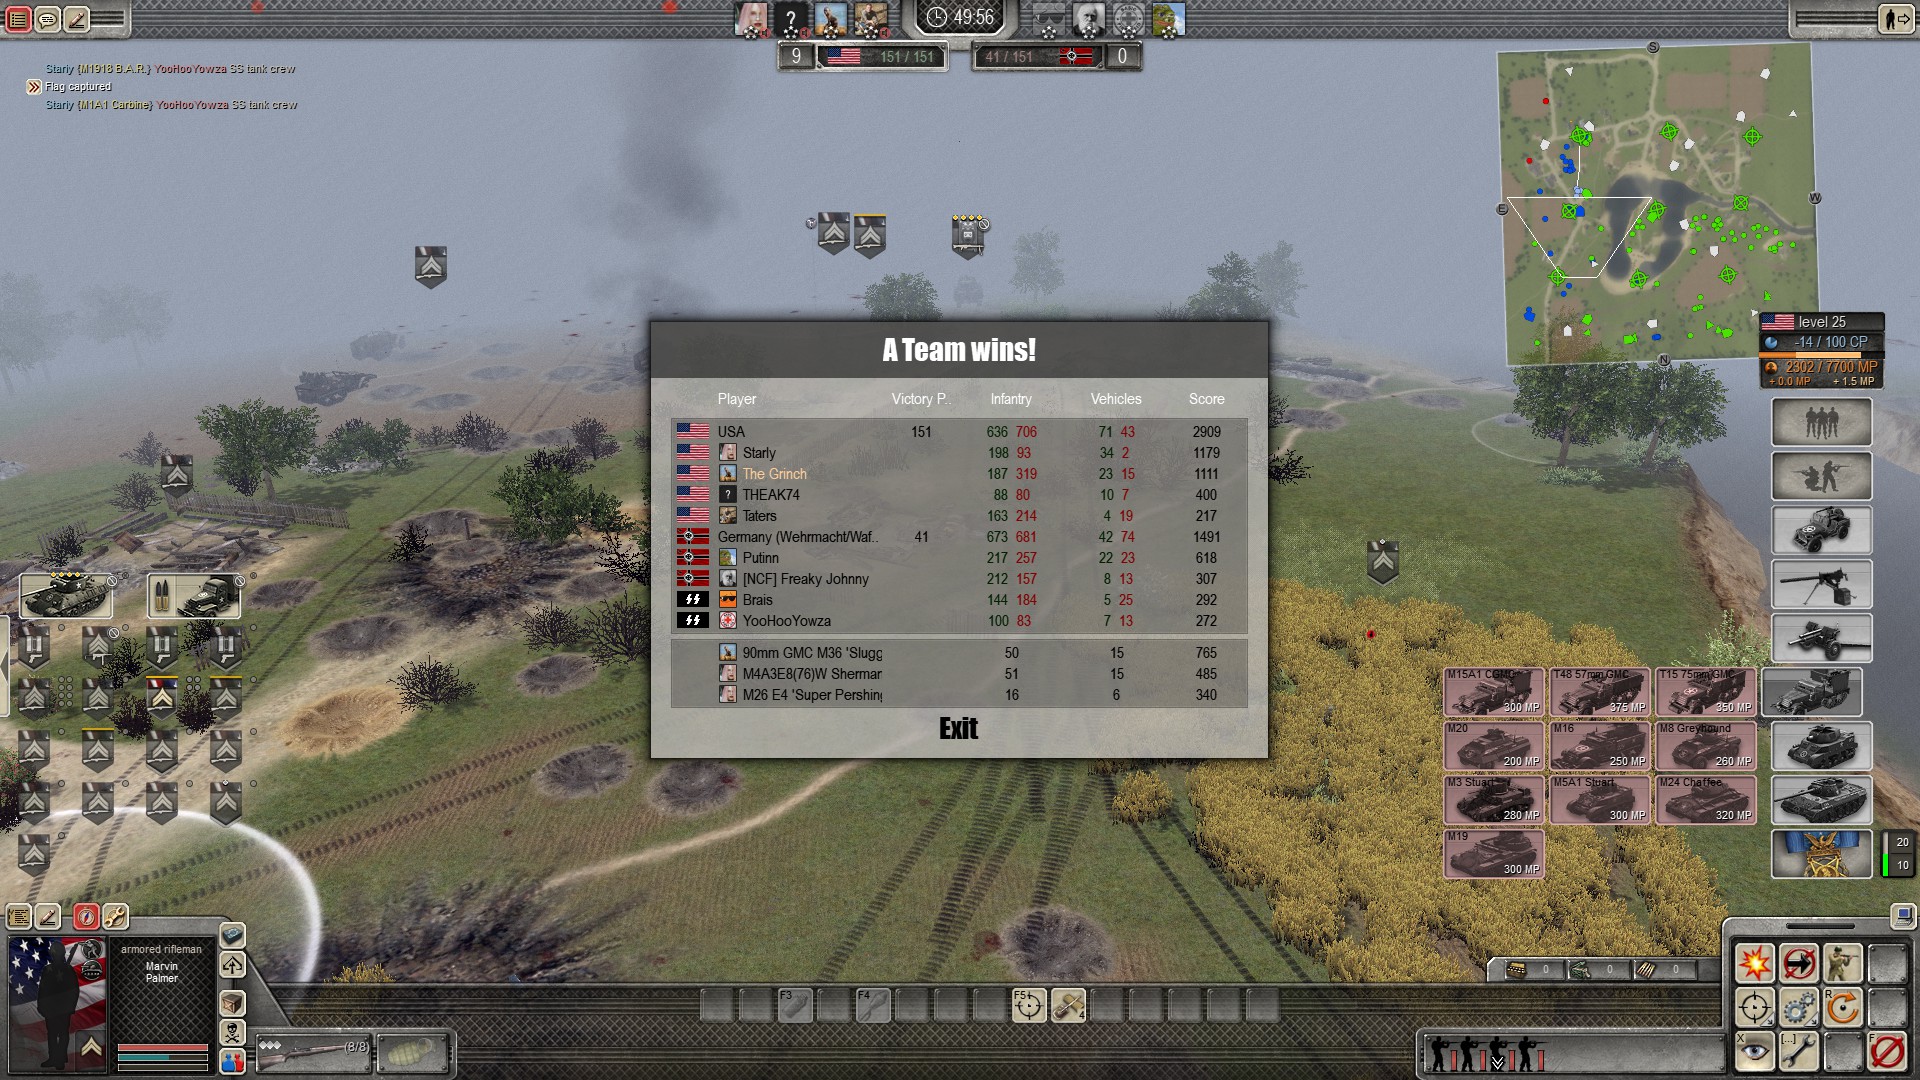 49:56
9 151 / 151 41 / 151 0
Starly {M1918 B.A.R.} YooHooYowza SS tank crew
Flag captured
Starly {M1A1 Carbine} YooHooYowza SS tank crew
S
E
W
N
level 25
-14 / 100 CP
2302 / 7700 MP
+ 0.0 MP + 1.5 MP
A Team wins!
Player Victory P.. Infantry Vehicles Score
USA 151 636 706 71 43 2909
Starly 198 93 34 2 1179
The Grinch 187 319 23 15 1111
? THEAK74 88 80 10 7 400
Taters 163 214 4 19 217
Germany (Wehrmacht/Waf.. 41 673 681 42 74 1491
Putinn 217 257 22 23 618
[NCF] Freaky Johnny 212 157 8 13 307
Brais 144 184 5 25 292
YooHooYowza 100 83 7 13 272
90mm GMC M36 'Slugg 50 15 765
M4A3E8(76)W Sherman 51 15 485
M26 E4 'Super Pershing 16 6 340
Exit
M15A1 CGMC 300 MP
T48 57mm GMC 375 MP
T15 75mm GMC 350 MP
M20 200 MP
M16 250 MP
M8 Greyhound 260 MP
M3 Stuart 280 MP
M5A1 Stuart 300 MP
M24 Chaffee 320 MP
M19 300 MP
20
10
armored rifleman
Marvin
Palmer
(8/8)
F3
F4
F5
4
0 0 0
R
X
[...]
F